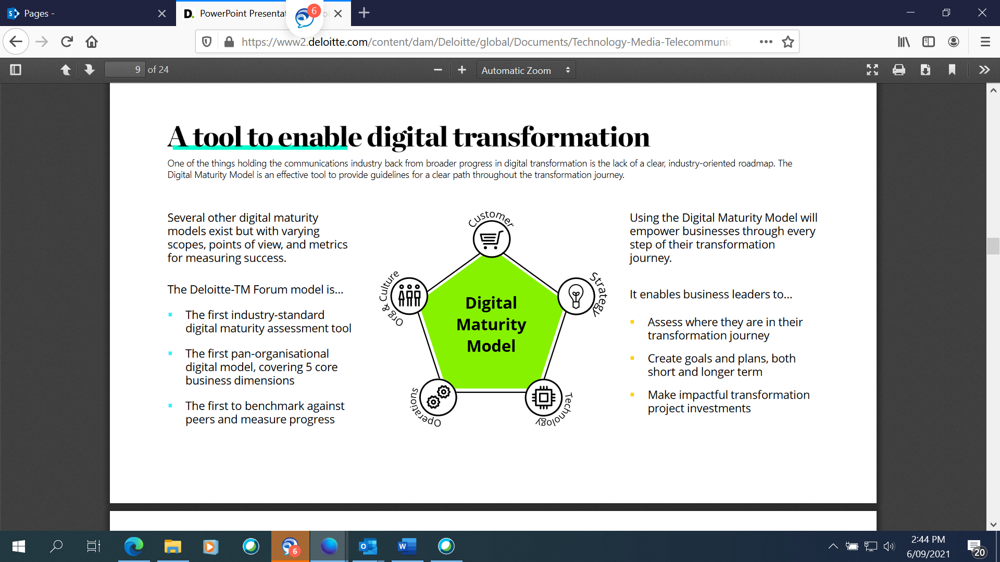 Pages -
D.
PowerPoint Presentat
6
https://www2.deloitte.com/content/dam/Deloitte/global/Documents/Technology-Media-Telecommunic
9 of 24
Automatic Zoom
A tool to enable digital transformation
One of the things holding the communications industry back from broader progress in digital transformation is the lack of a clear, industry-oriented roadmap. The
Digital Maturity Model is an effective tool to provide guidelines for a clear path throughout the transformation journey.
Several other digital maturity
models exist but with varying
scopes, points of view, and metrics
for measuring success.
The Deloitte-TM Forum model is...
The first industry-standard
digital maturity assessment tool
The first pan-organisational
digital model, covering 5 core
business dimensions
The first to benchmark against
peers and measure progress
Customer
Org & Culture
Strategy
Digital
Maturity
Model
Operations
Technology
Using the Digital Maturity Model will
empower businesses through every
step of their transformation
journey.
It enables business leaders to...
Assess where they are in their
transformation journey
Create goals and plans, both
short and longer term
Make impactful transformation
project investments
6
2:44 PM
6/09/2021
20